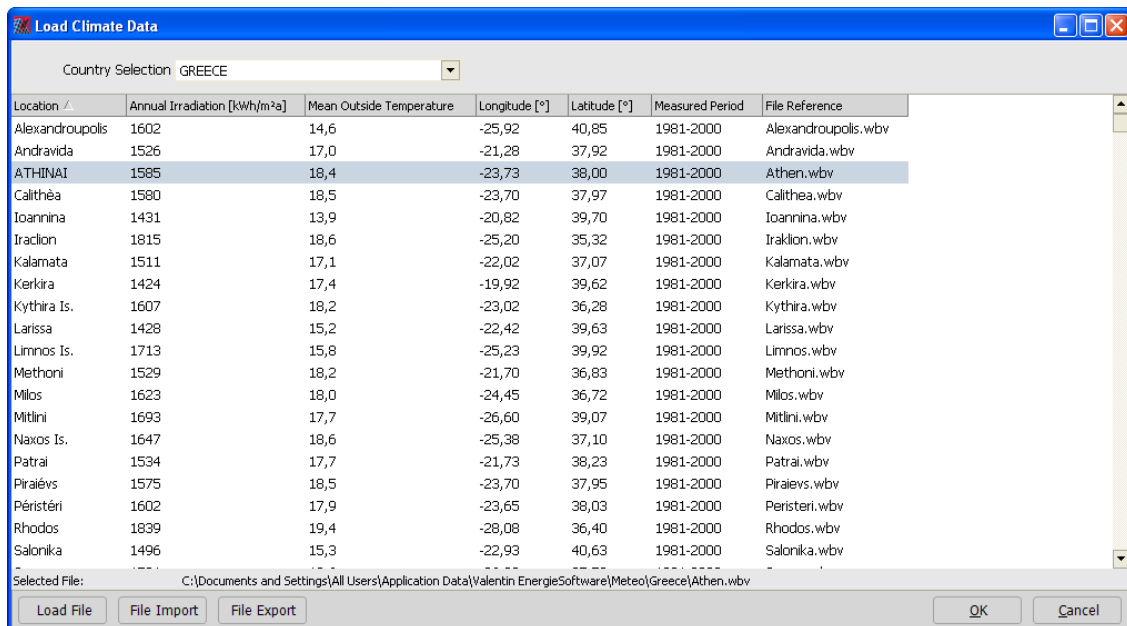 Load Climate Data
Country Selection GREECE
Location Annual Irradiation [kWh/m²a] Mean Outside Temperature Longitude [°] Latitude [°] Measured Period File Reference
Alexandroupolis 1602 14,6 -25,92 40,85 1981-2000 Alexandroupolis.wbv
Andravida 1526 17,0 -21,28 37,92 1981-2000 Andravida.wbv
ATHINAI 1585 18,4 -23,73 38,00 1981-2000 Athen.wbv
Calithèa 1580 18,5 -23,70 37,97 1981-2000 Calithea.wbv
Ioannina 1431 13,9 -20,82 39,70 1981-2000 Ioannina.wbv
Iraclion 1815 18,6 -25,20 35,32 1981-2000 Iraklion.wbv
Kalamata 1511 17,1 -22,02 37,07 1981-2000 Kalamata.wbv
Kerkira 1424 17,4 -19,92 39,62 1981-2000 Kerkira.wbv
Kythira Is. 1607 18,2 -23,02 36,28 1981-2000 Kythira.wbv
Larissa 1428 15,2 -22,42 39,63 1981-2000 Larissa.wbv
Limnos Is. 1713 15,8 -25,23 39,92 1981-2000 Limnos.wbv
Methoni 1529 18,2 -21,70 36,83 1981-2000 Methoni.wbv
Milos 1623 18,0 -24,45 36,72 1981-2000 Milos.wbv
Mitlini 1693 17,7 -26,60 39,07 1981-2000 Mitlini.wbv
Naxos Is. 1647 18,6 -25,38 37,10 1981-2000 Naxos.wbv
Patrai 1534 17,7 -21,73 38,23 1981-2000 Patrai.wbv
Piraiévs 1575 18,5 -23,70 37,95 1981-2000 Piraievs.wbv
Péristéri 1602 17,9 -23,65 38,03 1981-2000 Peristeri.wbv
Rhodos 1839 19,4 -28,08 36,40 1981-2000 Rhodos.wbv
Salonika 1496 15,3 -22,93 40,63 1981-2000 Salonika.wbv
Selected File: C:\Documents and Settings\All Users\Application Data\Valentin EnergieSoftware\Meteo\Greece\Athen.wbv
Load File File Import File Export OK Cancel